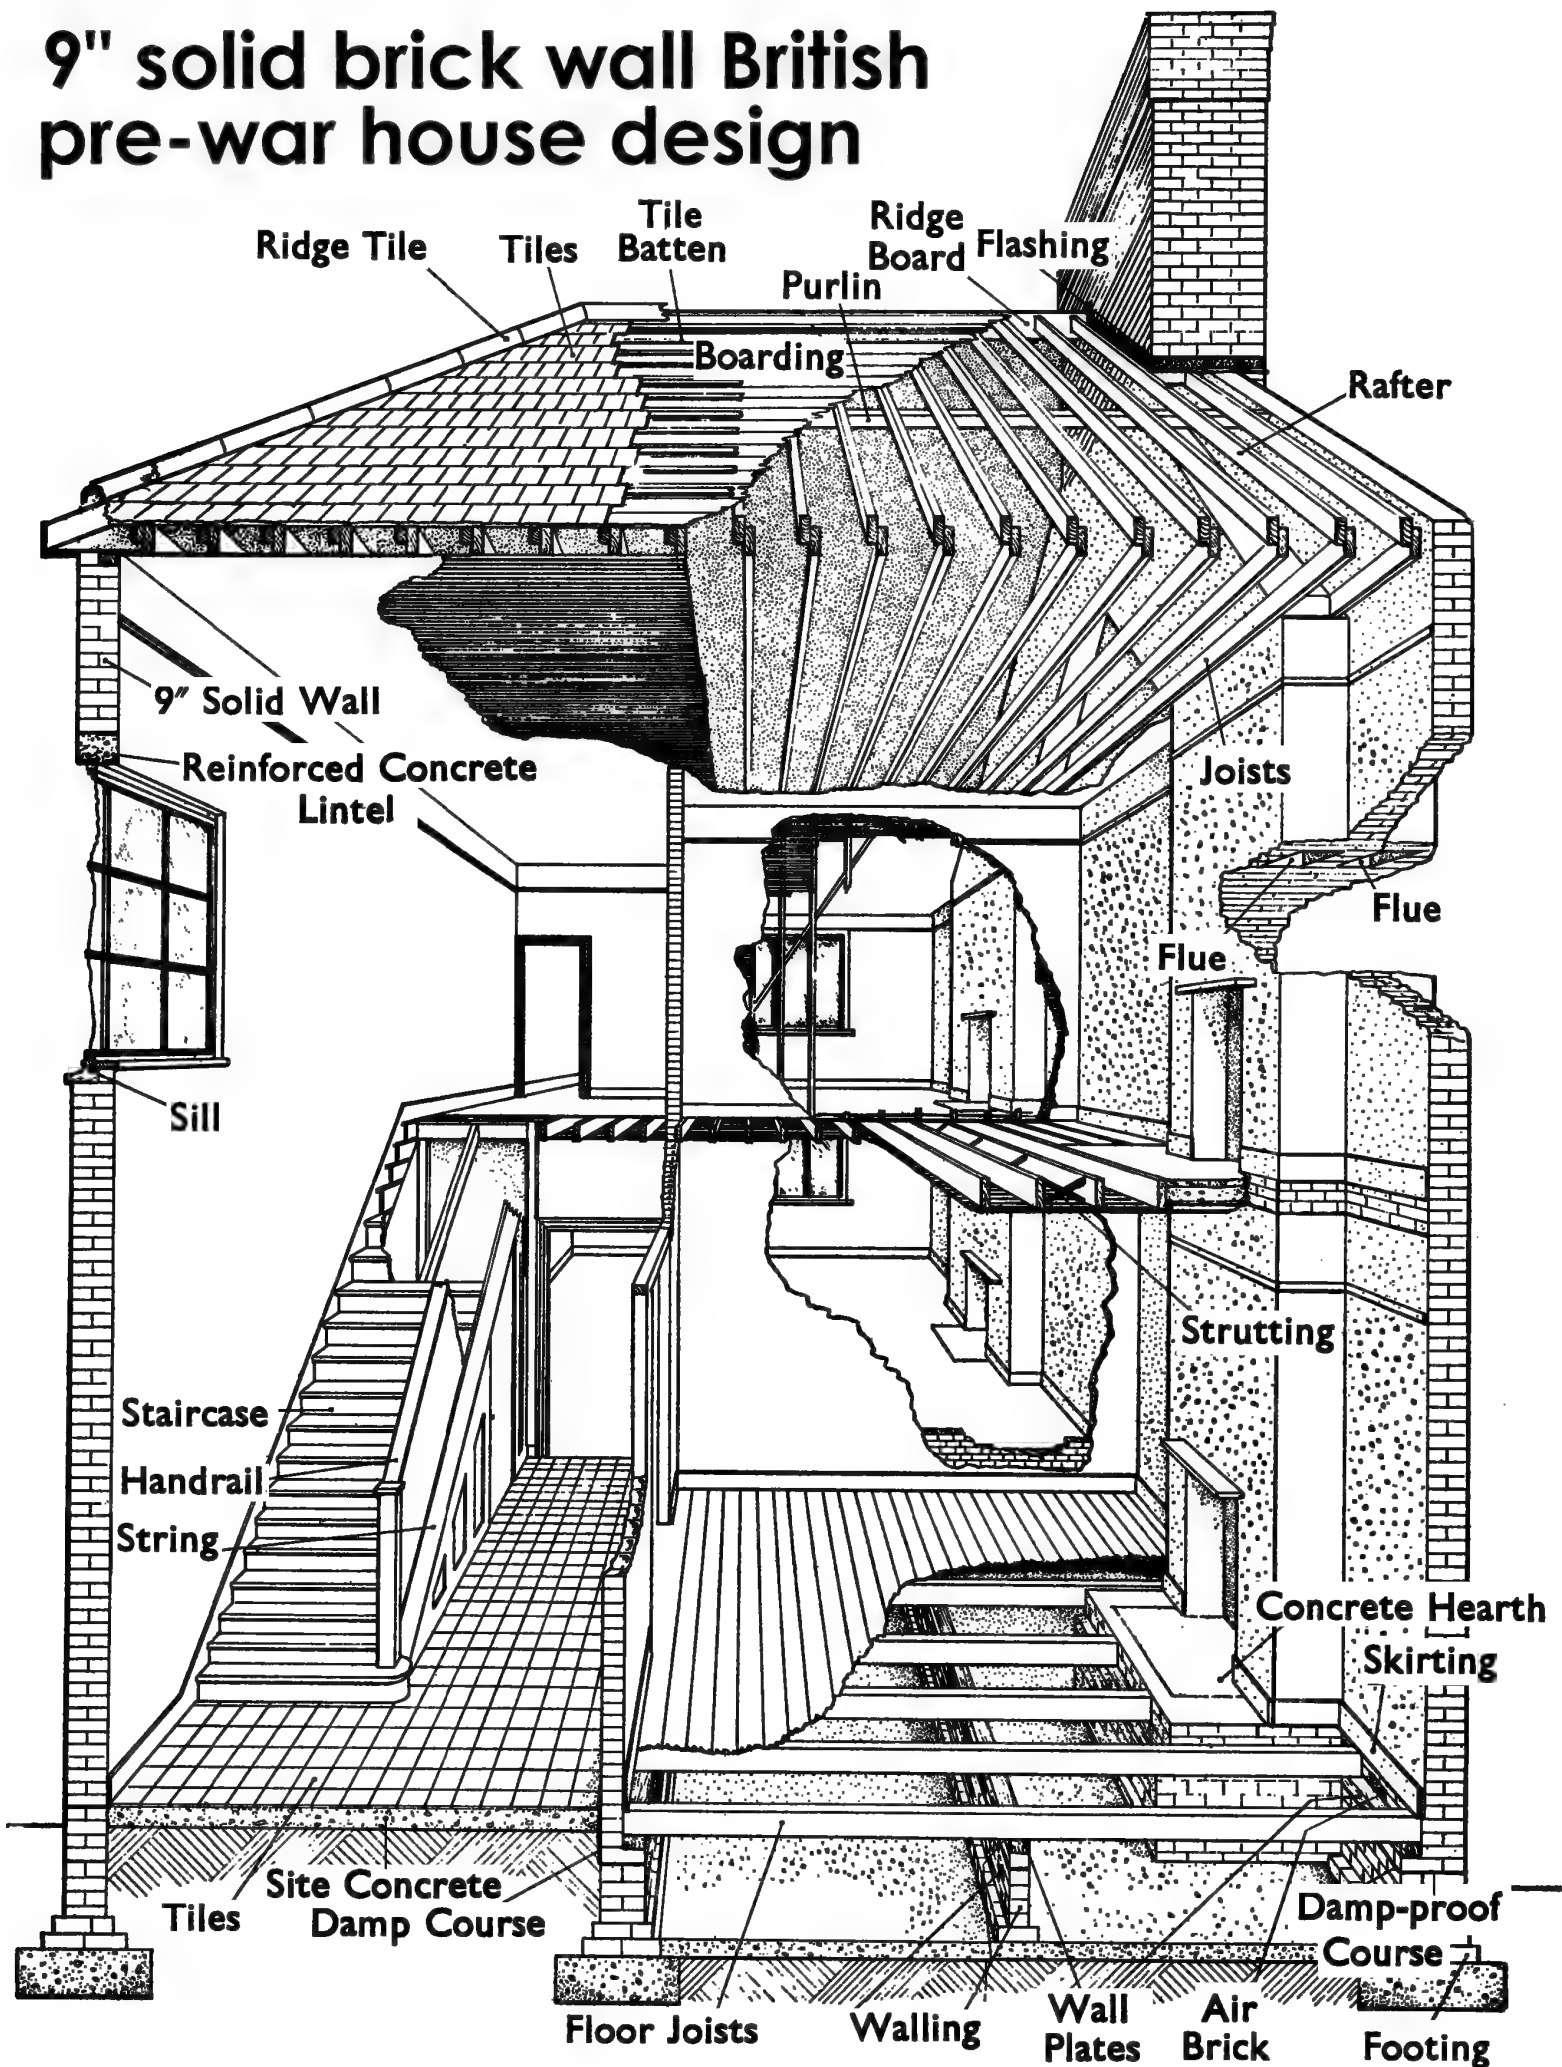 9" solid brick wall British
pre-war house design
Ridge Tile
Tiles
Tile
Batten
Purlin
Ridge
Board
Flashing
Boarding
Rafter
9" Solid Wall
Reinforced Concrete
Lintel
Joists
Flue
Flue
Sill
Strutting
Staircase
Handrail
String
Concrete Hearth
Skirting
Site Concrete
Damp Course
Tiles
Damp-proof
Course
Floor Joists
Walling
Wall
Plates
Air
Brick
Footing